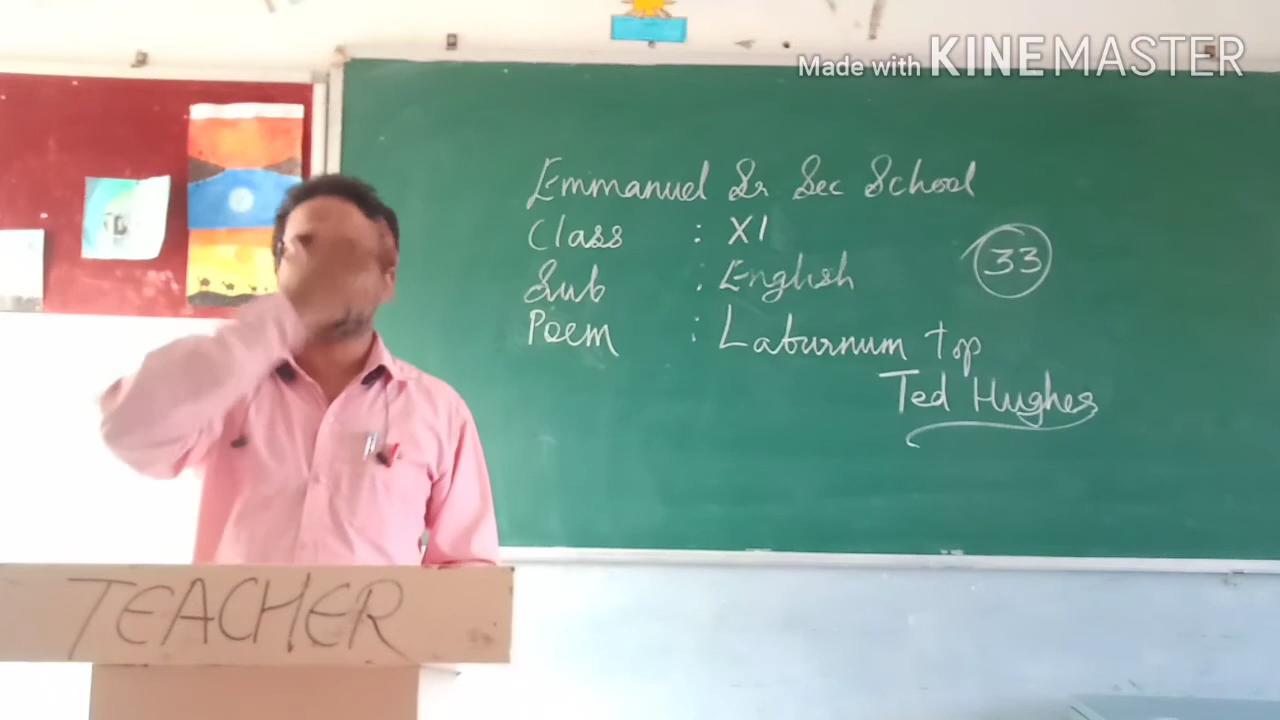 Made with KINEMASTER
Emmanuel Sr Sec School
Class : XI
Sub : English
33
Poem : Laburnum top
Ted Hughes
TEACHER